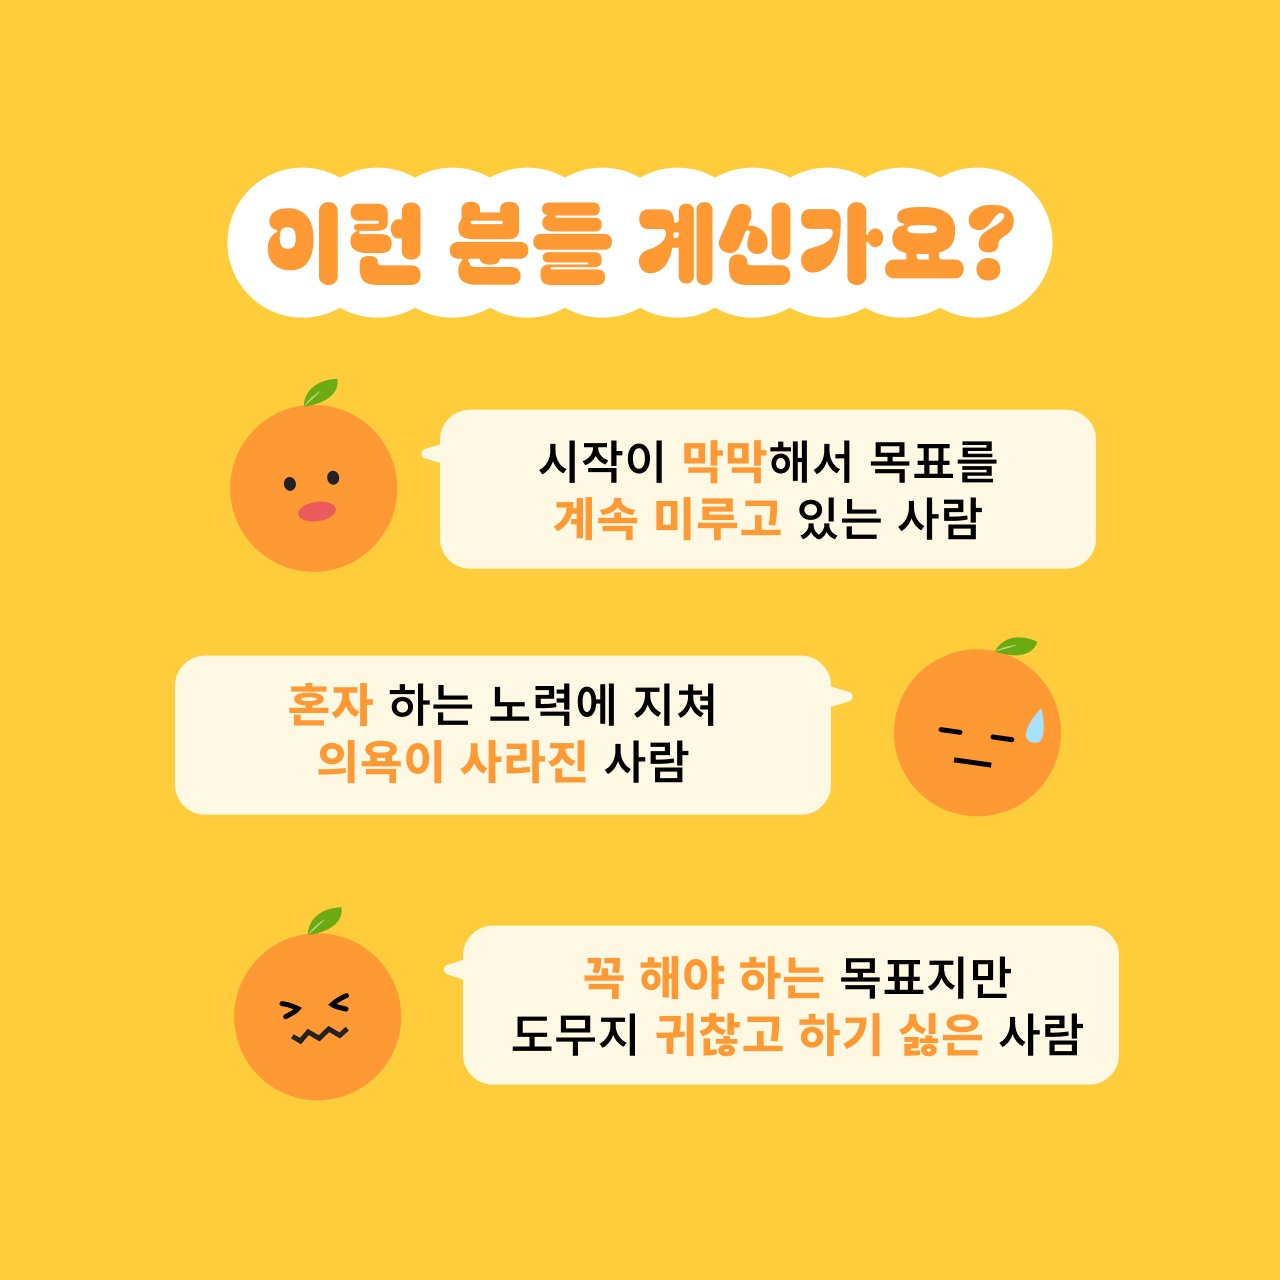 이런 분들 계신가요?
시작이 막막해서 목표를
계속 미루고 있는 사람
혼자 하는 노력에 지쳐
의욕이 사라진 사람
꼭 해야 하는 목표지만
도무지 귀찮고 하기 싫은 사람